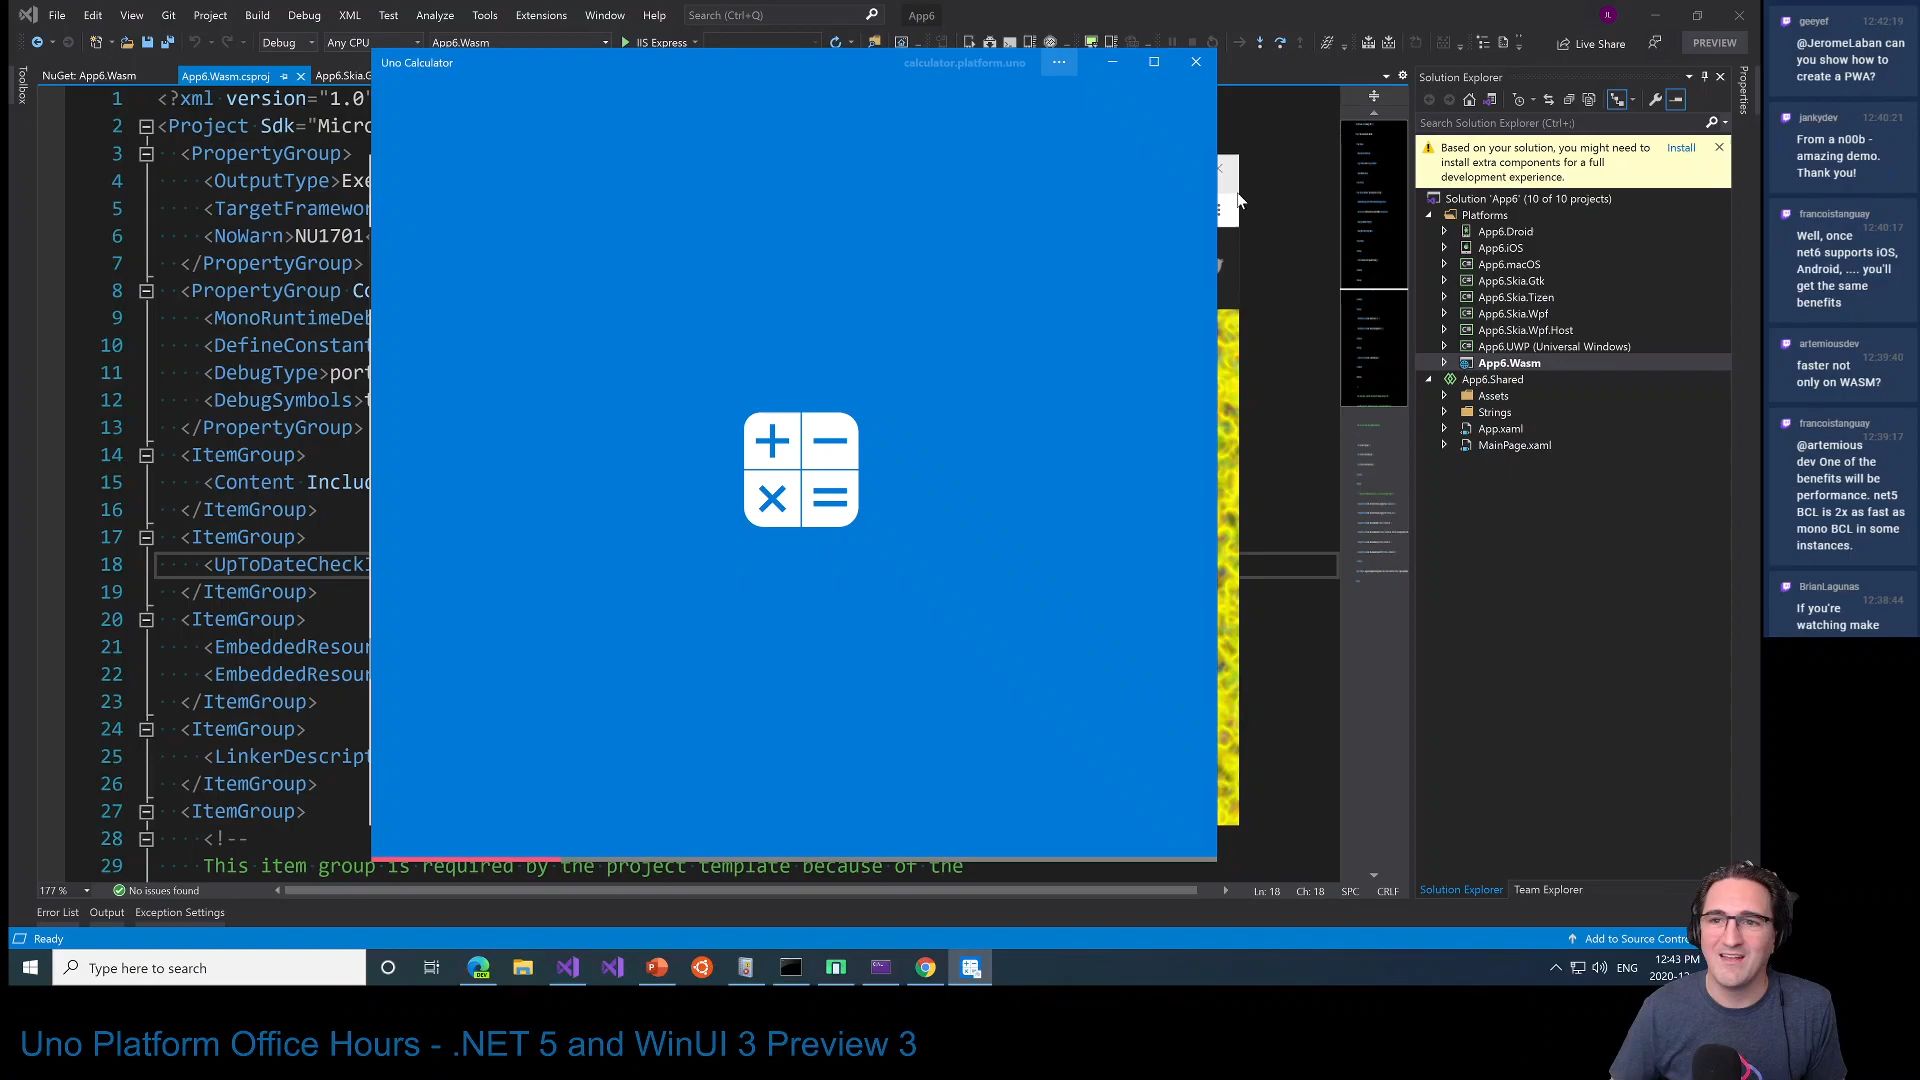 File Edit View Git Project Build Debug XML Test Analyze Tools Extensions Window Help Search (Ctrl+Q) App6
Debug Any CPU App6.Wasm IIS Express Live Share PREVIEW
NuGet: App6.Wasm App6.Wasm.csproj App6.Skia.G
Toolbox
Properties
Uno Calculator calculator.platform.uno
1 <?xml version="1.0"
2 <Project Sdk="Micro
3 <PropertyGroup>
4 <OutputType>Exe
5 <TargetFramewor
6 <NoWarn>NU1701<
7 </PropertyGroup>
8 <PropertyGroup Co
9 <MonoRuntimeDeb
10 <DefineConstant
11 <DebugType>port
12 <DebugSymbols>t
13 </PropertyGroup>
14 <ItemGroup>
15 <Content Includ
16 </ItemGroup>
17 <ItemGroup>
18 <UpToDateCheckI
19 </ItemGroup>
20 <ItemGroup>
21 <EmbeddedResour
22 <EmbeddedResour
23 </ItemGroup>
24 <ItemGroup>
25 <LinkerDescript
26 </ItemGroup>
27 <ItemGroup>
28 <!--
29 This item group is required by the project template because of the
177 % No issues found Ln: 18 Ch: 18 SPC CRLF
Error List Output Exception Settings
Ready Add to Source Contr
Solution Explorer
Search Solution Explorer (Ctrl+;)
Based on your solution, you might need to Install
install extra components for a full
development experience.
Solution 'App6' (10 of 10 projects)
Platforms
App6.Droid
App6.iOS
App6.macOS
App6.Skia.Gtk
App6.Skia.Tizen
App6.Skia.Wpf
App6.Skia.Wpf.Host
App6.UWP (Universal Windows)
App6.Wasm
App6.Shared
Assets
Strings
App.xaml
MainPage.xaml
Solution Explorer Team Explorer
Type here to search
ENG
12:43 PM
2020-12
geeyef 12:42:19
@JeromeLaban can
you show how to
create a PWA?
jankydev 12:40:21
From a n00b -
amazing demo.
Thank you!
francoistanguay
12:40:17
Well, once
net6 supports iOS,
Android, .... you'll
get the same
benefits
artemiousdev
12:39:40
faster not
only on WASM?
francoistanguay
12:39:17
@artemious
dev One of the
benefits will be
performance. net5
BCL is 2x as fast as
mono BCL in some
instances.
BrianLagunas
12:38:44
If you're
watching make
Uno Platform Office Hours - .NET 5 and WinUI 3 Preview 3